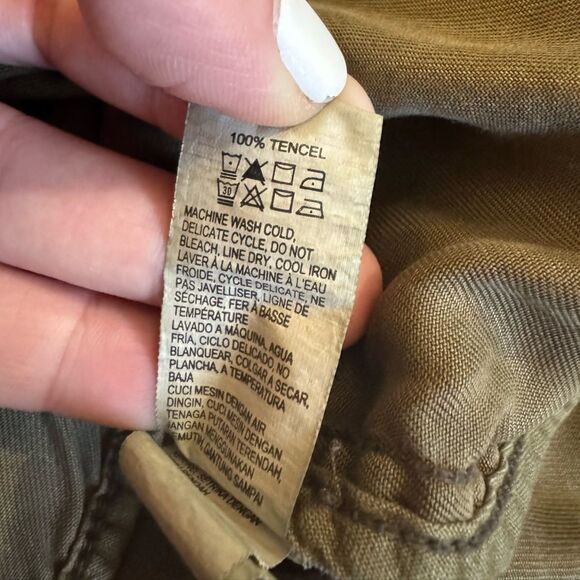 100% TENCEL
30
MACHINE WASH COLD,
DELICATE CYCLE, DO NOT
BLEACH, LINE DRY, COOL IRON
LAVER À LA MACHINE À L'EAU
FROIDE, CYCLE DELICATE, NE
PAS JAVELLISER, LIGNE DE
SÉCHAGE, FER À BASSE
TEMPÉRATURE
LAVADO A MÁQUINA, AGUA
FRÍA, CICLO DELICADO, NO
BLANQUEAR, COLGAR A SECAR,
PLANCHA, A TEMPERATURA
BAJA
CUCI MESIN DENGAN AIR
DINGIN, CUCI MESIN DENGAN
TENAGA PUTARAN TERENDAH,
JANGAN MENGGUNAKAN
PEMUTIH, GANTUNG SAMPAI